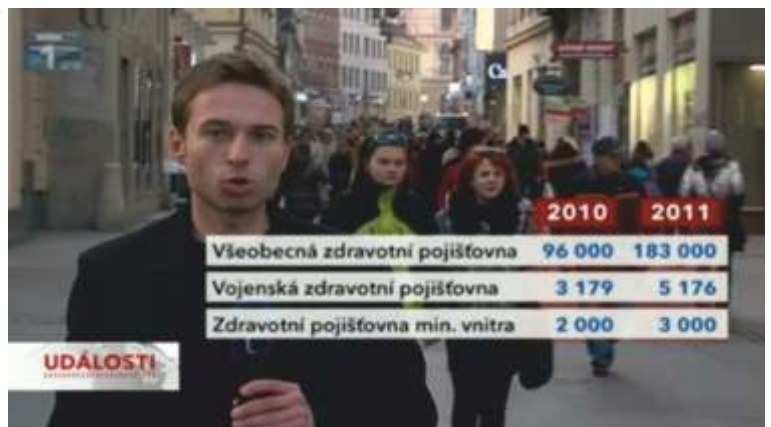 1
2010 2011
Všeobecná zdravotní pojišťovna 96 000 183 000
Vojenská zdravotní pojišťovna 3 179 5 176
Zdravotní pojišťovna min. vnitra 2 000 3 000
UDÁLOSTI